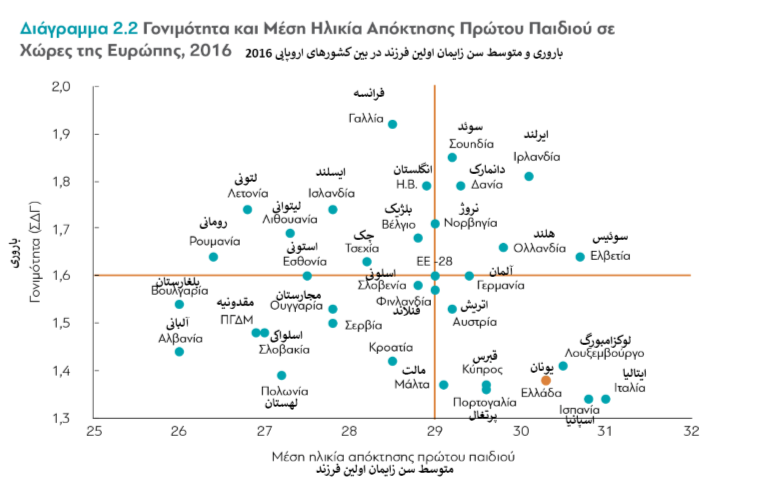 Διάγραμμα 2.2 Γονιμότητα και Μέση Ηλικία Απόκτησης Πρώτου Παιδιού σε
Χώρες της Ευρώπης, 2016 باروری و متوسط سن زایمان اولین فرزند در بین کشورهای اروپایی 2016
2,0
1,9
1,8
1,7
1,6
1,5
1,4
1,3
باروری
Γονιμότητα (ΣΔΓ)
فرانسه
Γαλλία
سوئد
Σουηδία
ایرلند
Ιρλανδία
انگلستان
Η.Β.
دانمارک
Δανία
لتونی
Λετονία
ایسلند
Ισλανδία
لیتوانی
Λιθουανία
بلژیک
Βέλγιο
نروژ
Νορβηγία
رومانی
Ρουμανία
چک
Τσεχία
هلند
Ολλανδία
سوئیس
Ελβετία
استونی
Εσθονία
ΕΕ -28
آلمان
Γερμανία
اسلونی
Σλοβενία
Φινλανδία
فنلاند
بلغارستان
Βουλγαρία
آلبانی
Αλβανία
مقدونیه
ΠΓΔΜ
مجارستان
Ουγγαρία
Σερβία
اسلواکی
Σλοβακία
اتریش
Αυστρία
Κροατία
Πολωνία
لهستان
مالت
Μάλτα
قبرس
Κύπρος
Πορτογαλία
پرتغال
یونان
Ελλάδα
لوکزامبورگ
Λουξεμβούργο
ایتالیا
Ιταλία
Ισπανία
اسپانیا
25 26 27 28 29 30 31 32
Μέση ηλικία απόκτησης πρώτου παιδιού
متوسط سن زایمان اولین فرزند